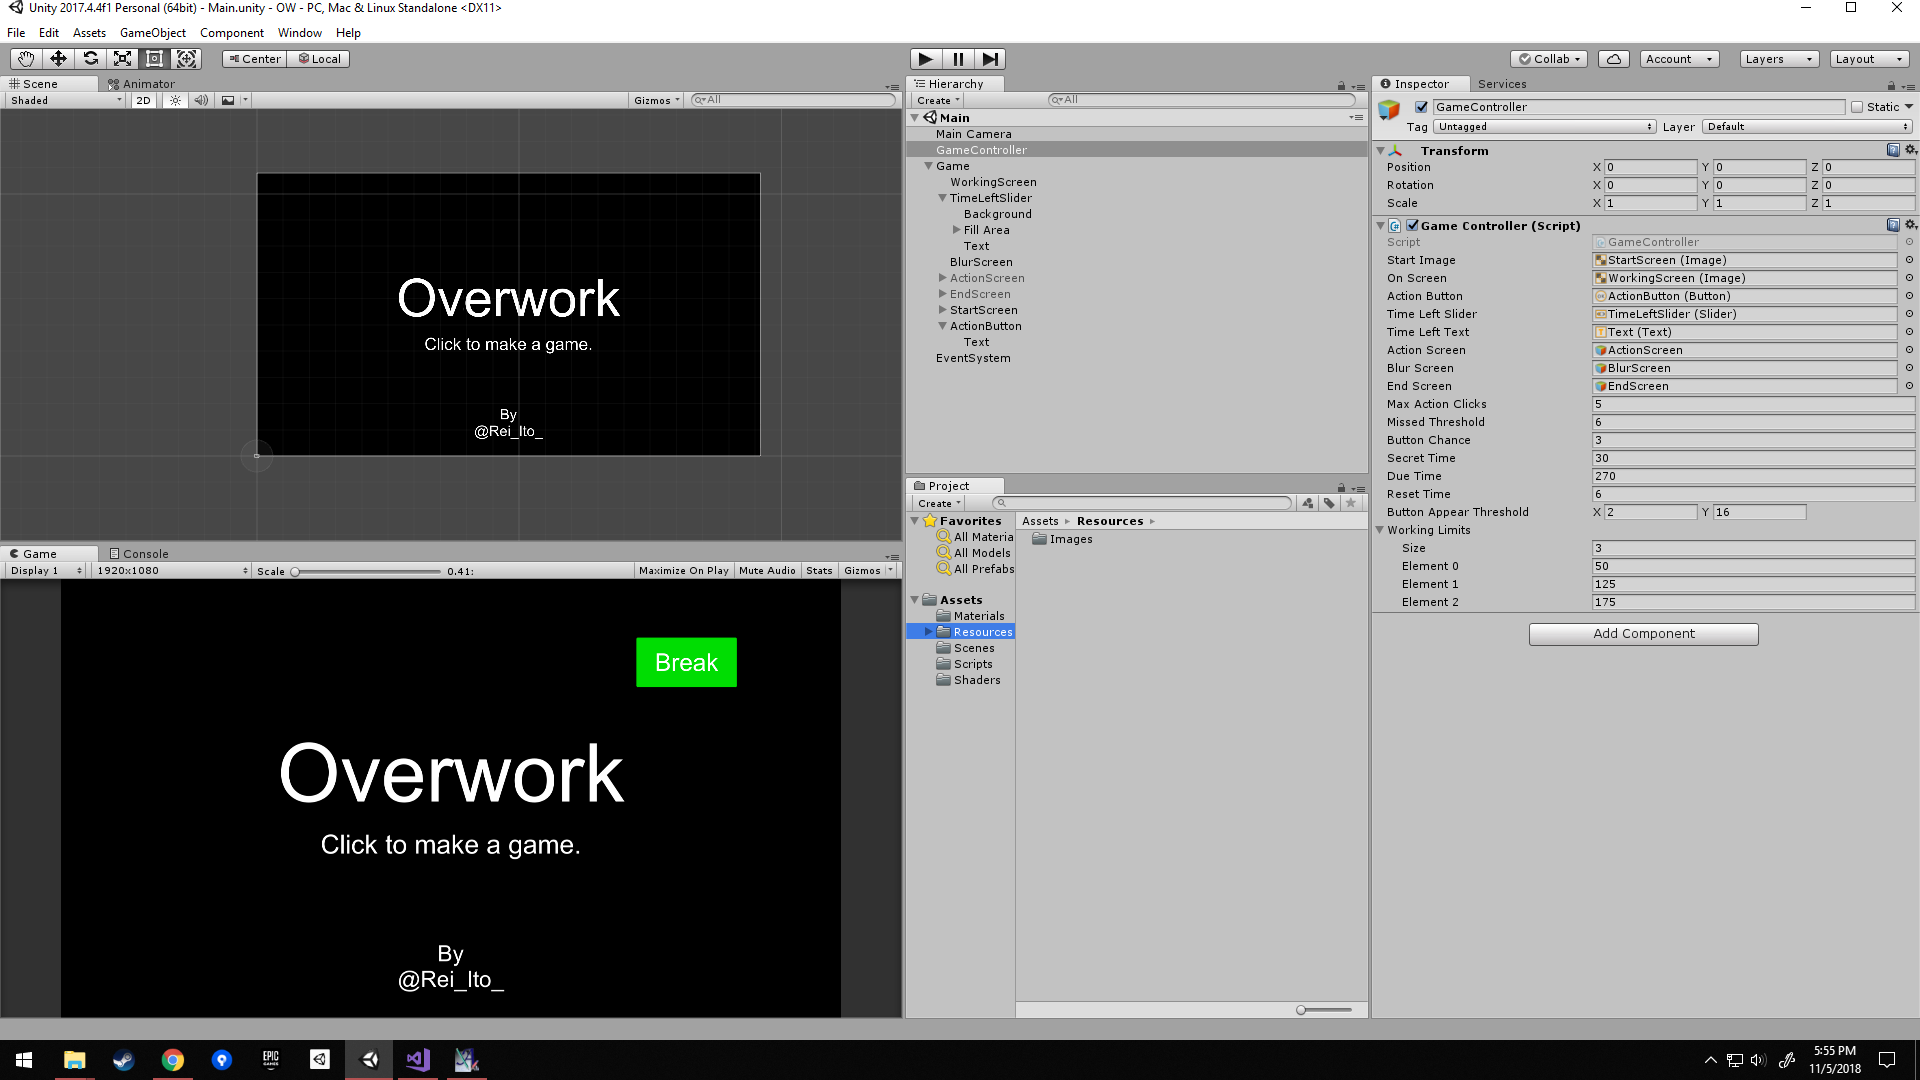 Unity 2017.4.4f1 Personal (64bit) - Main.unity - OW - PC, Mac & Linux Standalone <DX11>
File Edit Assets GameObject Component Window Help
Center Local
Collab Account Layers Layout
Scene Animator
Shaded 2D Gizmos All
Overwork
Click to make a game.
By
@Rei_Ito_
Game Console
Display 1 1920x1080 Scale 0.41: Maximize On Play Mute Audio Stats Gizmos
Break
Overwork
Click to make a game.
By
@Rei_Ito_
Hierarchy
Create All
Main
Main Camera
GameController
Game
WorkingScreen
TimeLeftSlider
Background
Fill Area
Text
BlurScreen
ActionScreen
EndScreen
StartScreen
ActionButton
Text
EventSystem
Project
Create
Favorites
All Materia
All Models
All Prefabs
Assets
Materials
Resources
Scenes
Scripts
Shaders
Assets Resources
Images
Inspector Services
GameController Static
Tag Untagged Layer Default
Transform
Position X 0 Y 0 Z 0
Rotation X 0 Y 0 Z 0
Scale X 1 Y 1 Z 1
Game Controller (Script)
Script GameController
Start Image StartScreen (Image)
On Screen WorkingScreen (Image)
Action Button ActionButton (Button)
Time Left Slider TimeLeftSlider (Slider)
Time Left Text Text (Text)
Action Screen ActionScreen
Blur Screen BlurScreen
End Screen EndScreen
Max Action Clicks 5
Missed Threshold 6
Button Chance 3
Secret Time 30
Due Time 270
Reset Time 6
Button Appear Threshold X 2 Y 16
Working Limits
Size 3
Element 0 50
Element 1 125
Element 2 175
Add Component
EPIC
GAMES
5:55 PM
11/5/2018